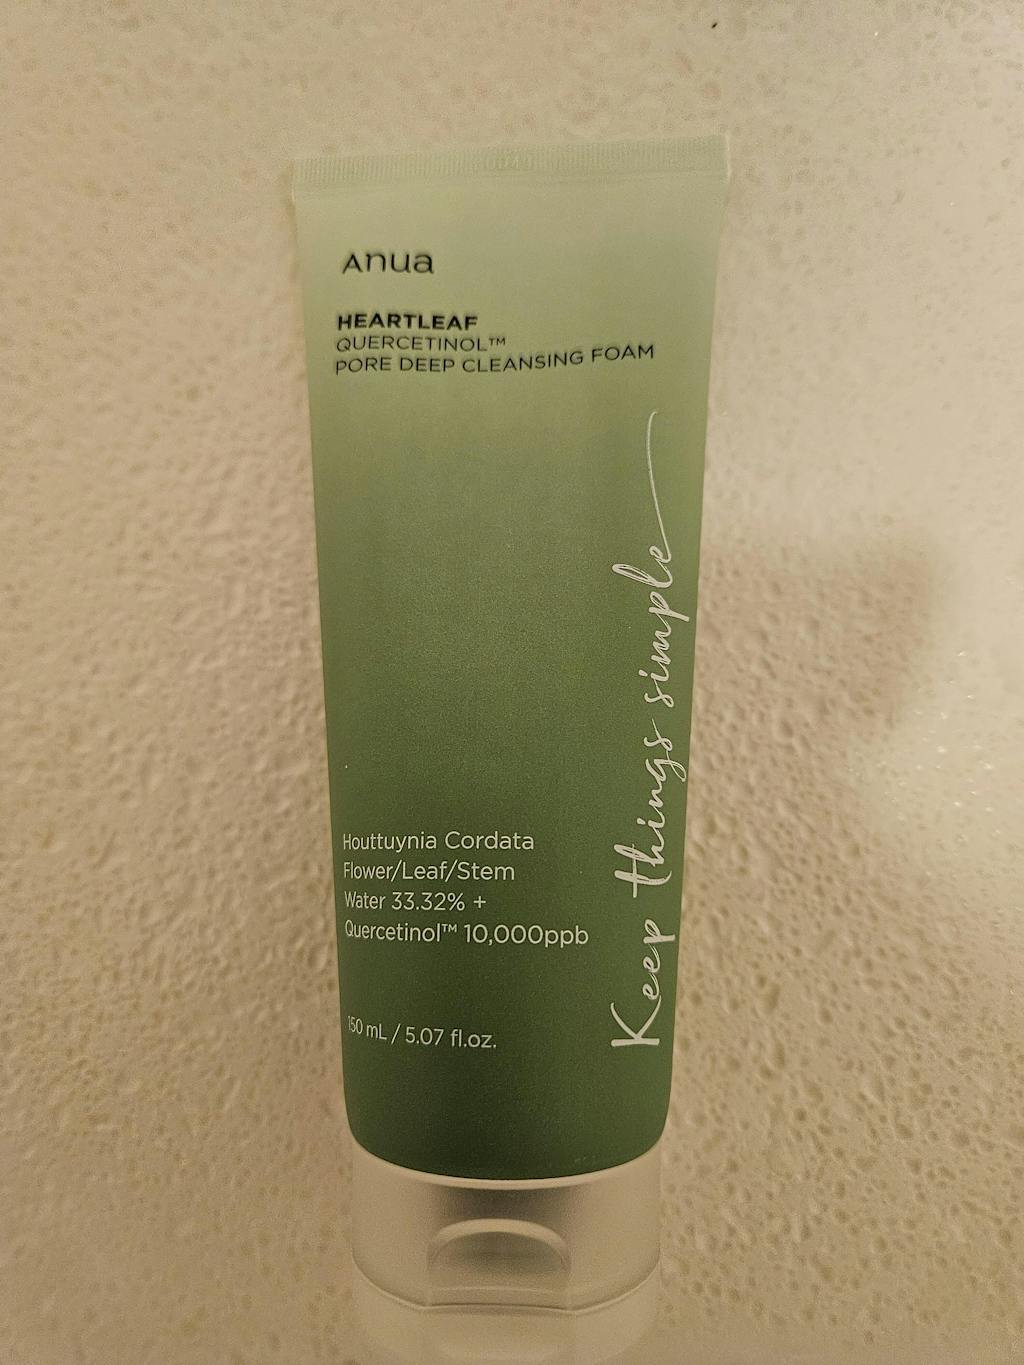 Anua
HEARTLEAF
QUERCETINOL™
PORE DEEP CLEANSING FOAM
Keep things simple
Houttuynia Cordata
Flower/Leaf/Stem
Water 33.32% +
Quercetinol™ 10,000ppb
150 mL / 5.07 fl.oz.